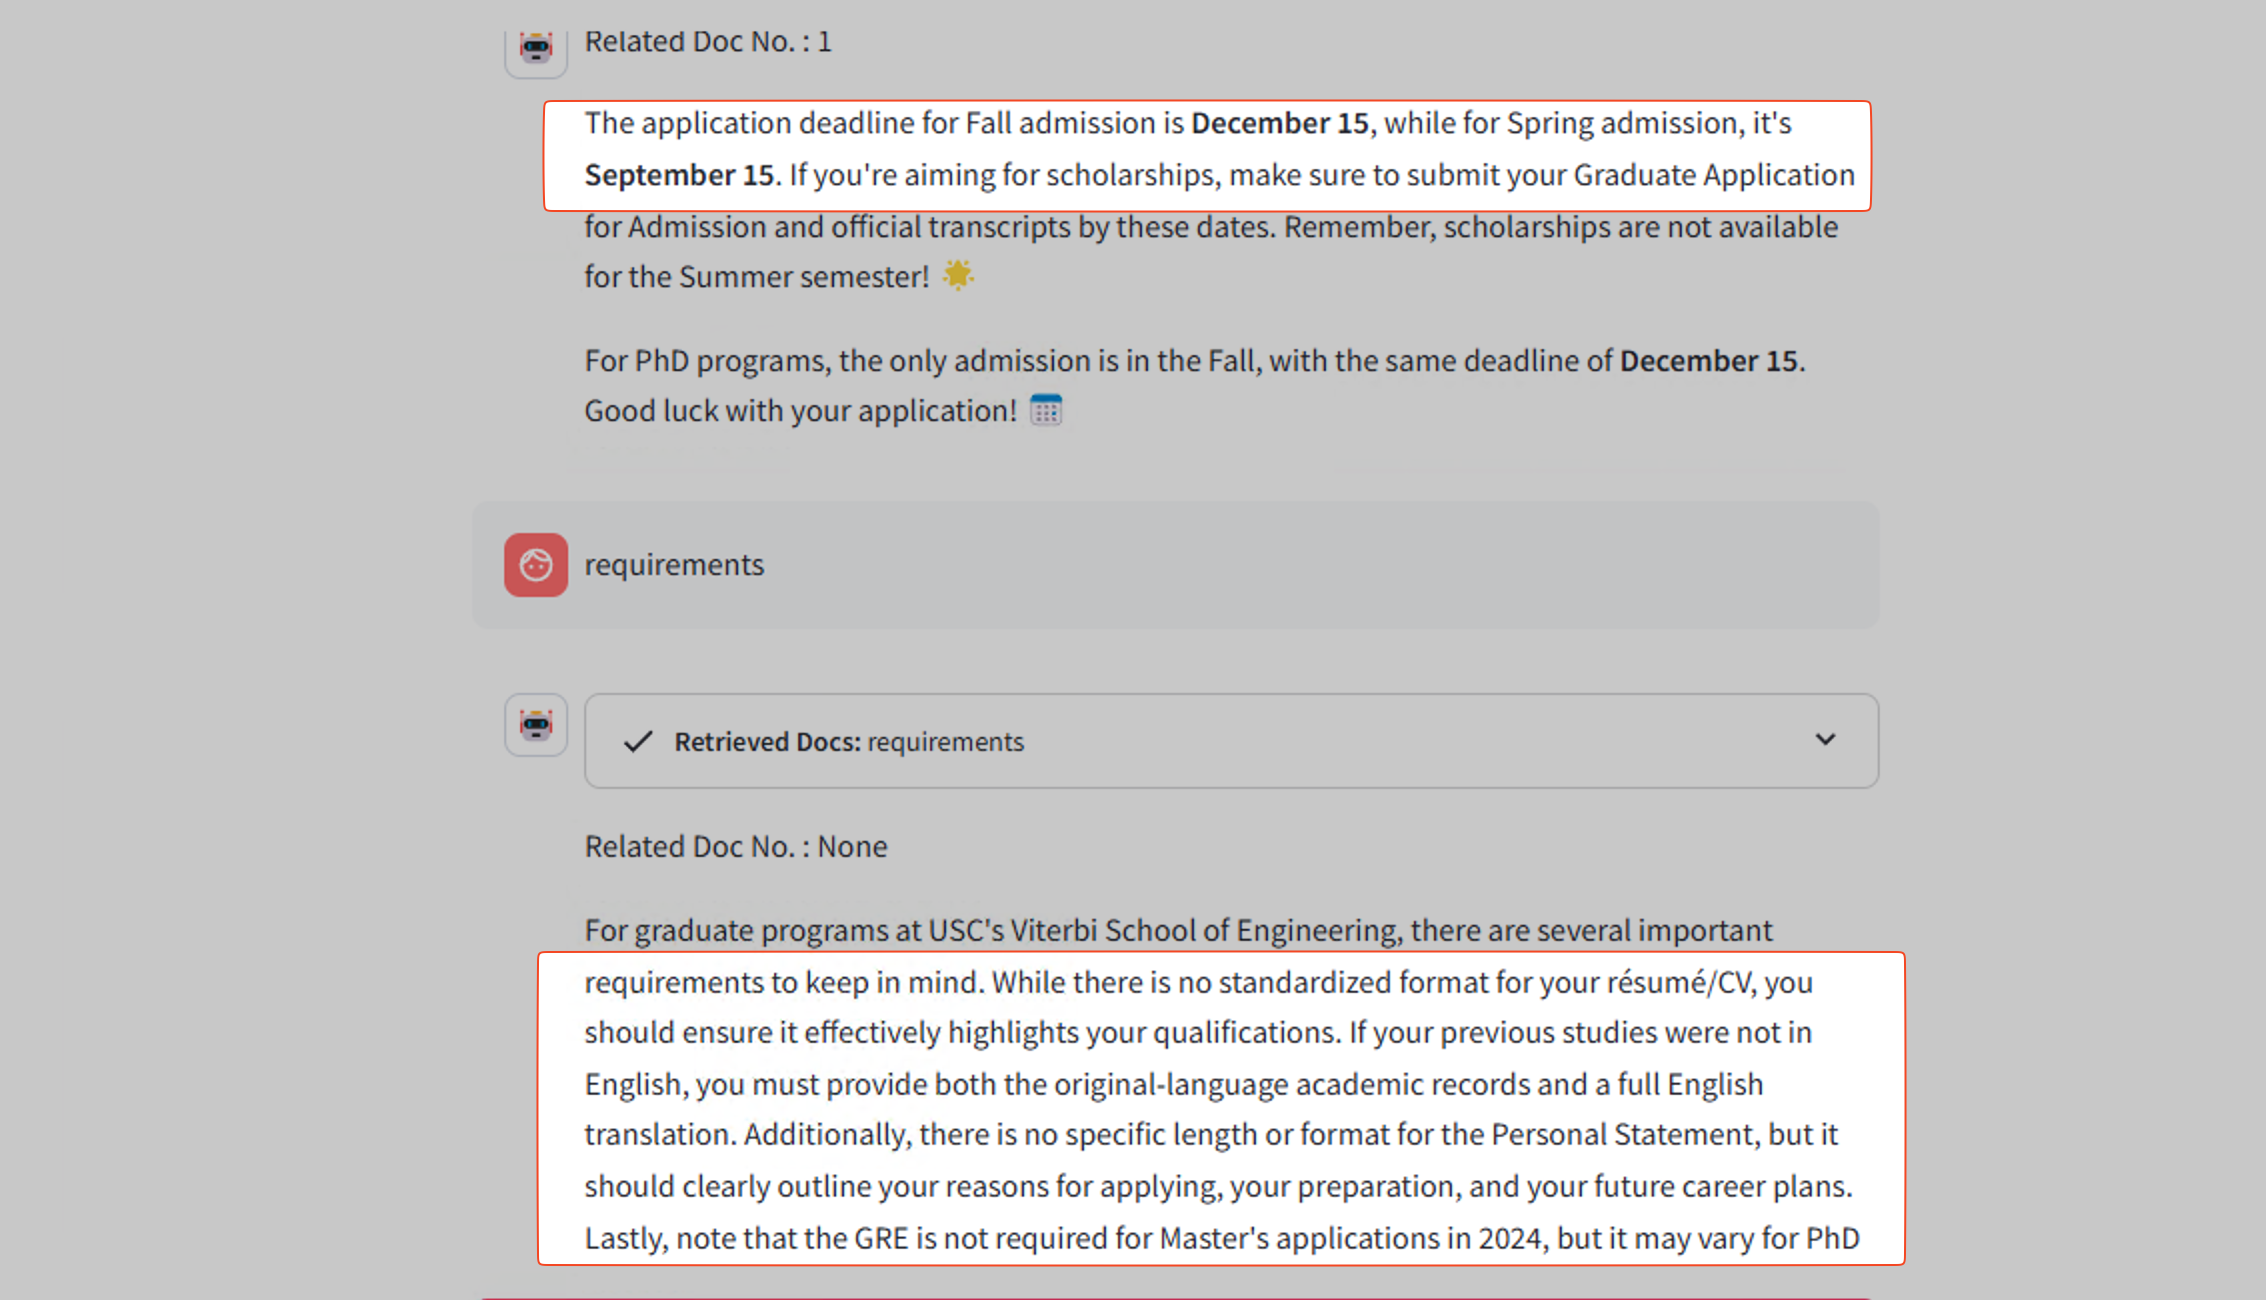 Related Doc No. : 1
The application deadline for Fall admission is December 15, while for Spring admission, it's
September 15. If you're aiming for scholarships, make sure to submit your Graduate Application
for Admission and official transcripts by these dates. Remember, scholarships are not available
for the Summer semester! 🌟
For PhD programs, the only admission is in the Fall, with the same deadline of December 15.
Good luck with your application! 📅
requirements
Retrieved Docs: requirements
Related Doc No. : None
For graduate programs at USC's Viterbi School of Engineering, there are several important
requirements to keep in mind. While there is no standardized format for your résumé/CV, you
should ensure it effectively highlights your qualifications. If your previous studies were not in
English, you must provide both the original-language academic records and a full English
translation. Additionally, there is no specific length or format for the Personal Statement, but it
should clearly outline your reasons for applying, your preparation, and your future career plans.
Lastly, note that the GRE is not required for Master's applications in 2024, but it may vary for PhD